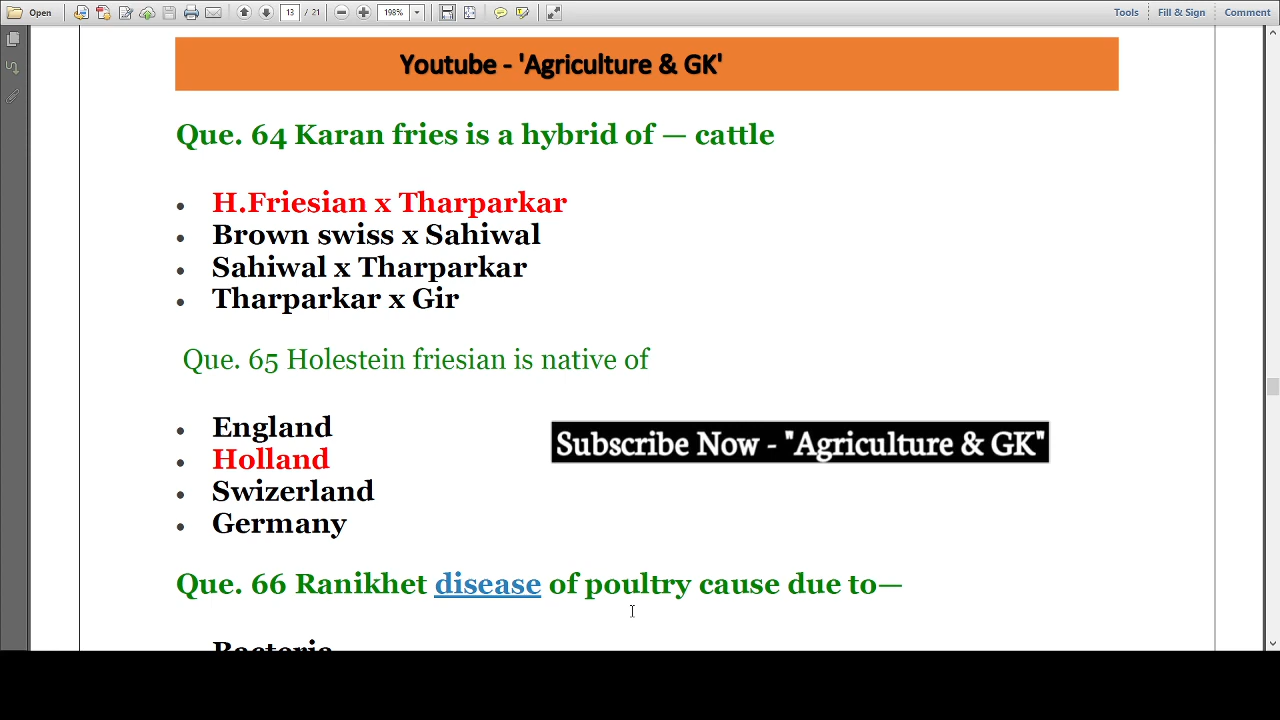 Open 13 / 21 198% Tools Fill & Sign Comment
Youtube - 'Agriculture & GK'
Que. 64 Karan fries is a hybrid of — cattle
• H.Friesian x Tharparkar
• Brown swiss x Sahiwal
• Sahiwal x Tharparkar
• Tharparkar x Gir
Que. 65 Holestein friesian is native of
• England
• Holland
• Swizerland
• Germany
Subscribe Now - "Agriculture & GK"
Que. 66 Ranikhet disease of poultry cause due to—
Bacteria